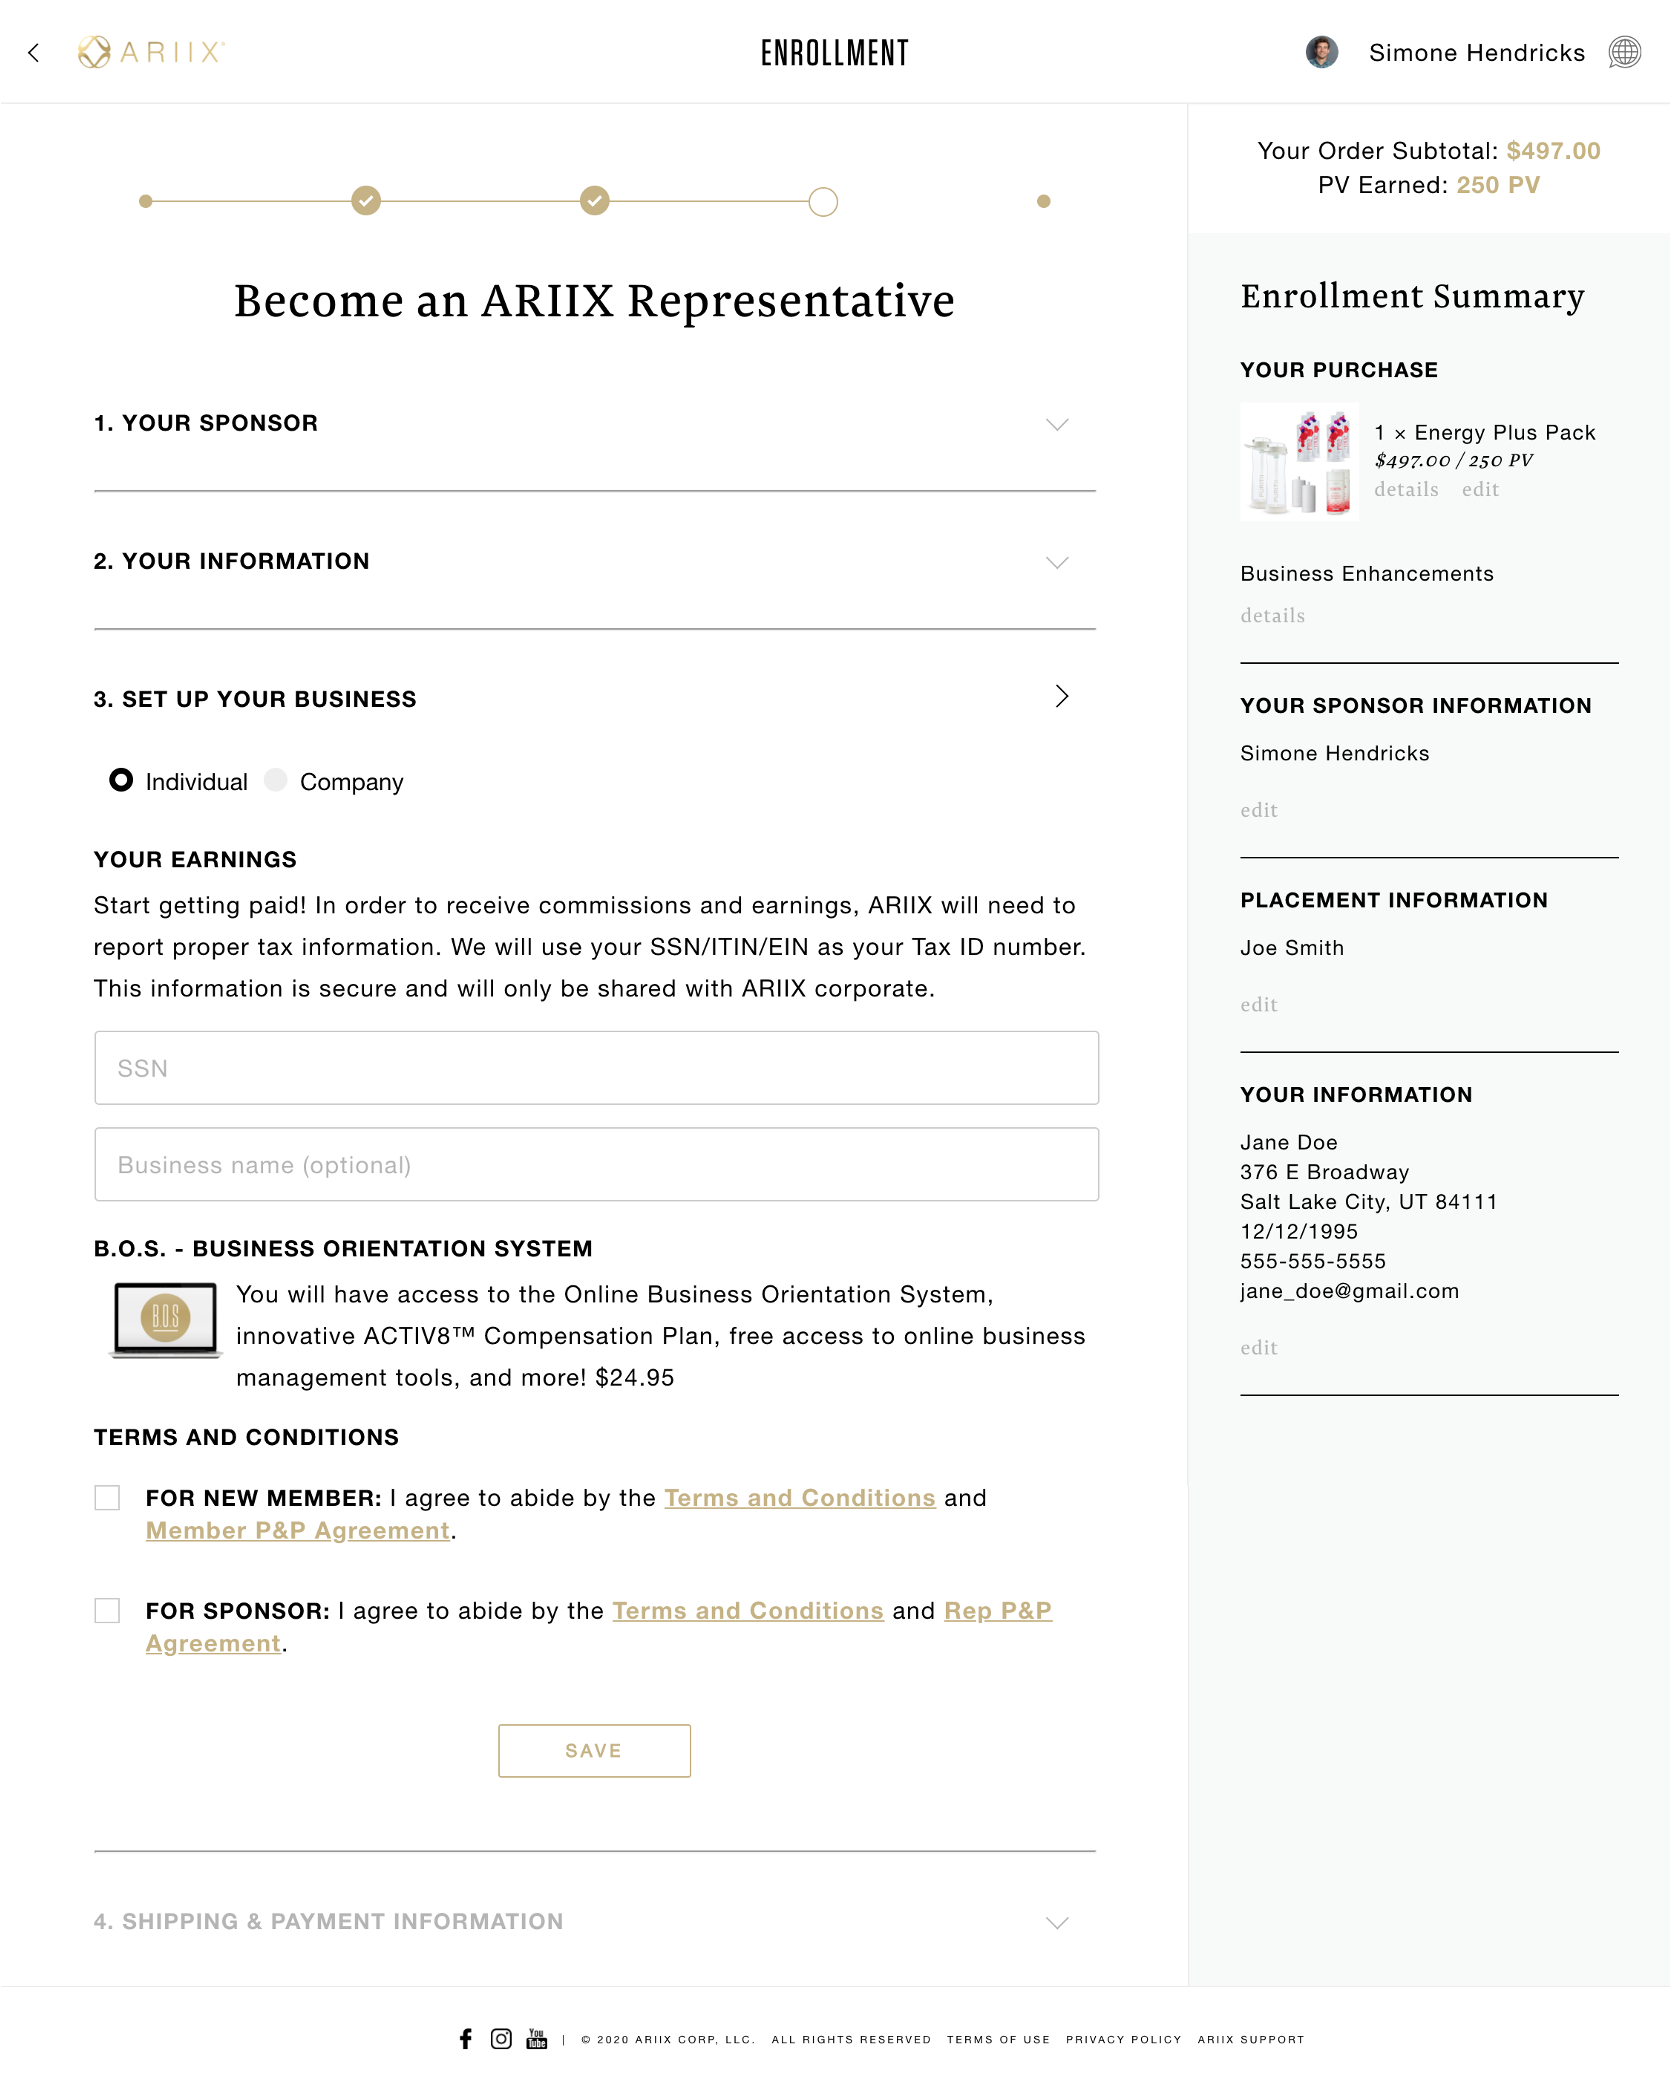 ARIIX
ENROLLMENT
Simone Hendricks
Your Order Subtotal: $497.00
PV Earned: 250 PV
Become an ARIIX Representative
1. YOUR SPONSOR
2. YOUR INFORMATION
3. SET UP YOUR BUSINESS
Individual
Company
YOUR EARNINGS
Start getting paid! In order to receive commissions and earnings, ARIIX will need to
report proper tax information. We will use your SSN/ITIN/EIN as your Tax ID number.
This information is secure and will only be shared with ARIIX corporate.
SSN
Business name (optional)
B.O.S. - BUSINESS ORIENTATION SYSTEM
B.O.S
You will have access to the Online Business Orientation System,
innovative ACTIV8™ Compensation Plan, free access to online business
management tools, and more! $24.95
TERMS AND CONDITIONS
FOR NEW MEMBER: I agree to abide by the Terms and Conditions and
Member P&P Agreement.
FOR SPONSOR: I agree to abide by the Terms and Conditions and Rep P&P
Agreement.
SAVE
4. SHIPPING & PAYMENT INFORMATION
Enrollment Summary
YOUR PURCHASE
1 × Energy Plus Pack
$497.00 / 250 PV
details edit
Business Enhancements
details
YOUR SPONSOR INFORMATION
Simone Hendricks
edit
PLACEMENT INFORMATION
Joe Smith
edit
YOUR INFORMATION
Jane Doe
376 E Broadway
Salt Lake City, UT 84111
12/12/1995
555-555-5555
jane_doe@gmail.com
edit
You Tube | © 2020 ARIIX CORP, LLC. ALL RIGHTS RESERVED TERMS OF USE PRIVACY POLICY ARIIX SUPPORT